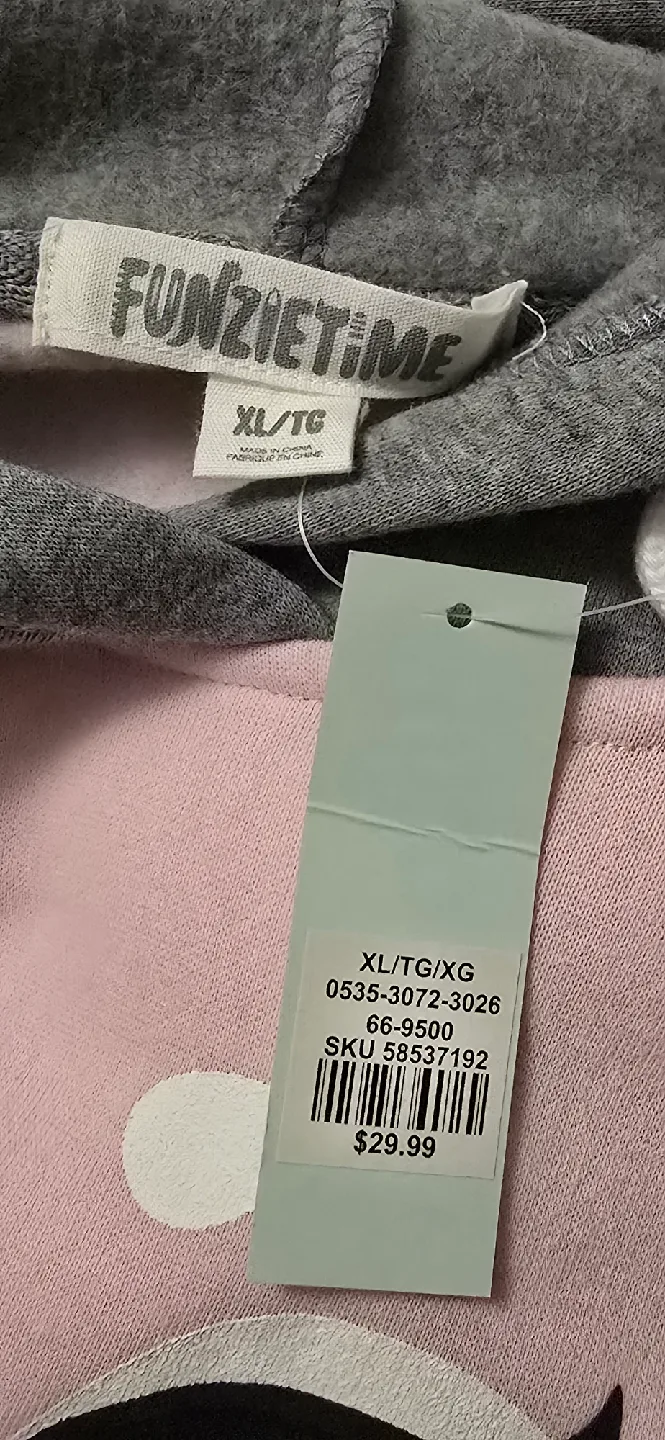 FUNZIETIME
XL/TG
MADE IN CHINA
FABRIQUÉ EN CHINE
XL/TG/XG
0535-3072-3026
66-9500
SKU 58537192
$29.99